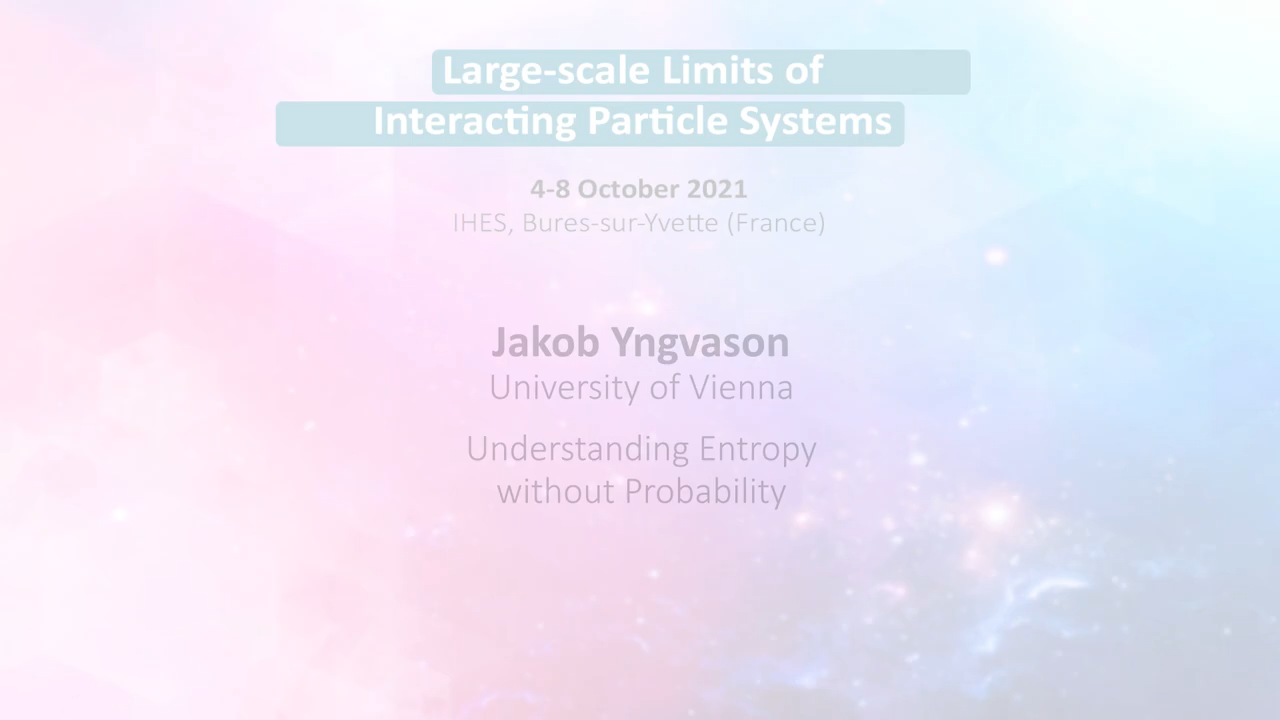 Large-scale Limits of
Interacting Particle Systems
4-8 October 2021
IHES, Bures-sur-Yvette (France)
Jakob Yngvason
University of Vienna
Understanding Entropy
without Probability